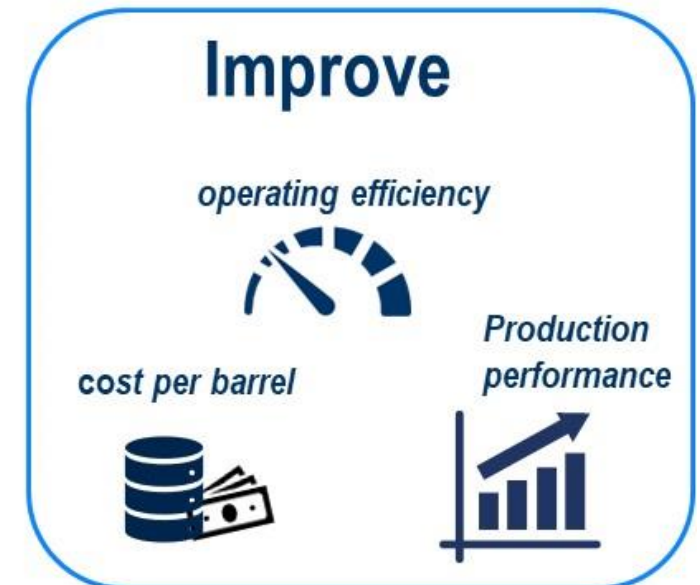 Improve
operating efficiency
cost per barrel
Production
performance